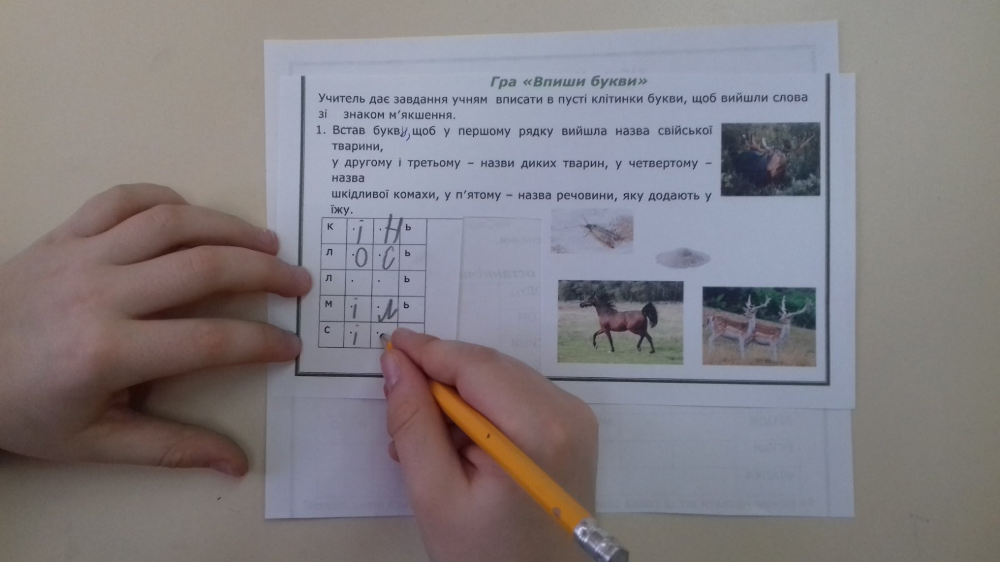 Гра «Впиши букви»
Учитель дає завдання учням вписати в пусті клітинки букви, щоб вийшли слова
зі знаком м'якшення.
1. Встав букву, щоб у першому рядку вийшла назва свійської
тварини,
у другому і третьому – назви диких тварин, у четвертому –
назва
шкідливої комахи, у п'ятому – назва речовини, яку додають у
їжу.
к і н ь
л о с ь
л . . ь
м і л ь
с і